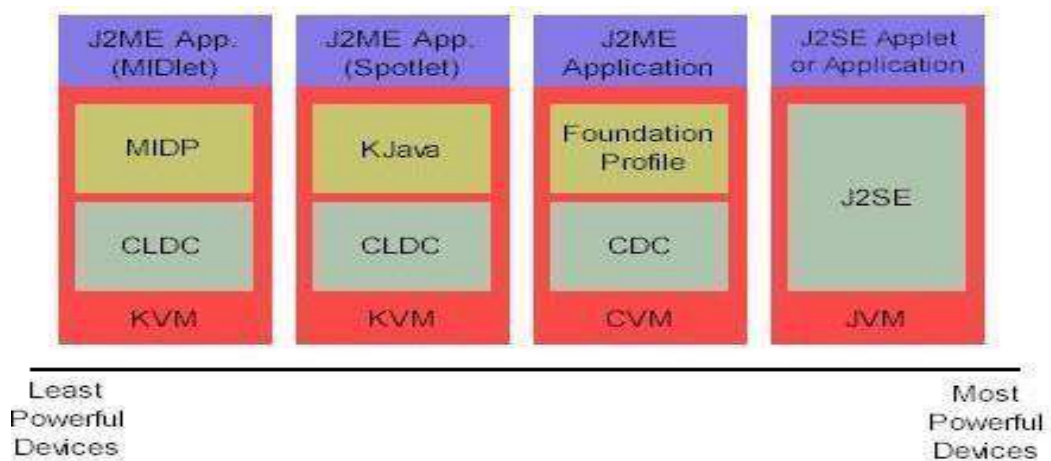 J2ME App.
(MIDlet)
MIDP
CLDC
KVM
J2ME App.
(Spotlet)
KJava
CLDC
KVM
J2ME
Application
Foundation
Profile
CDC
CVM
J2SE Applet
or Application
J2SE
JVM
Least
Powerful
Devices
Most
Powerful
Devices